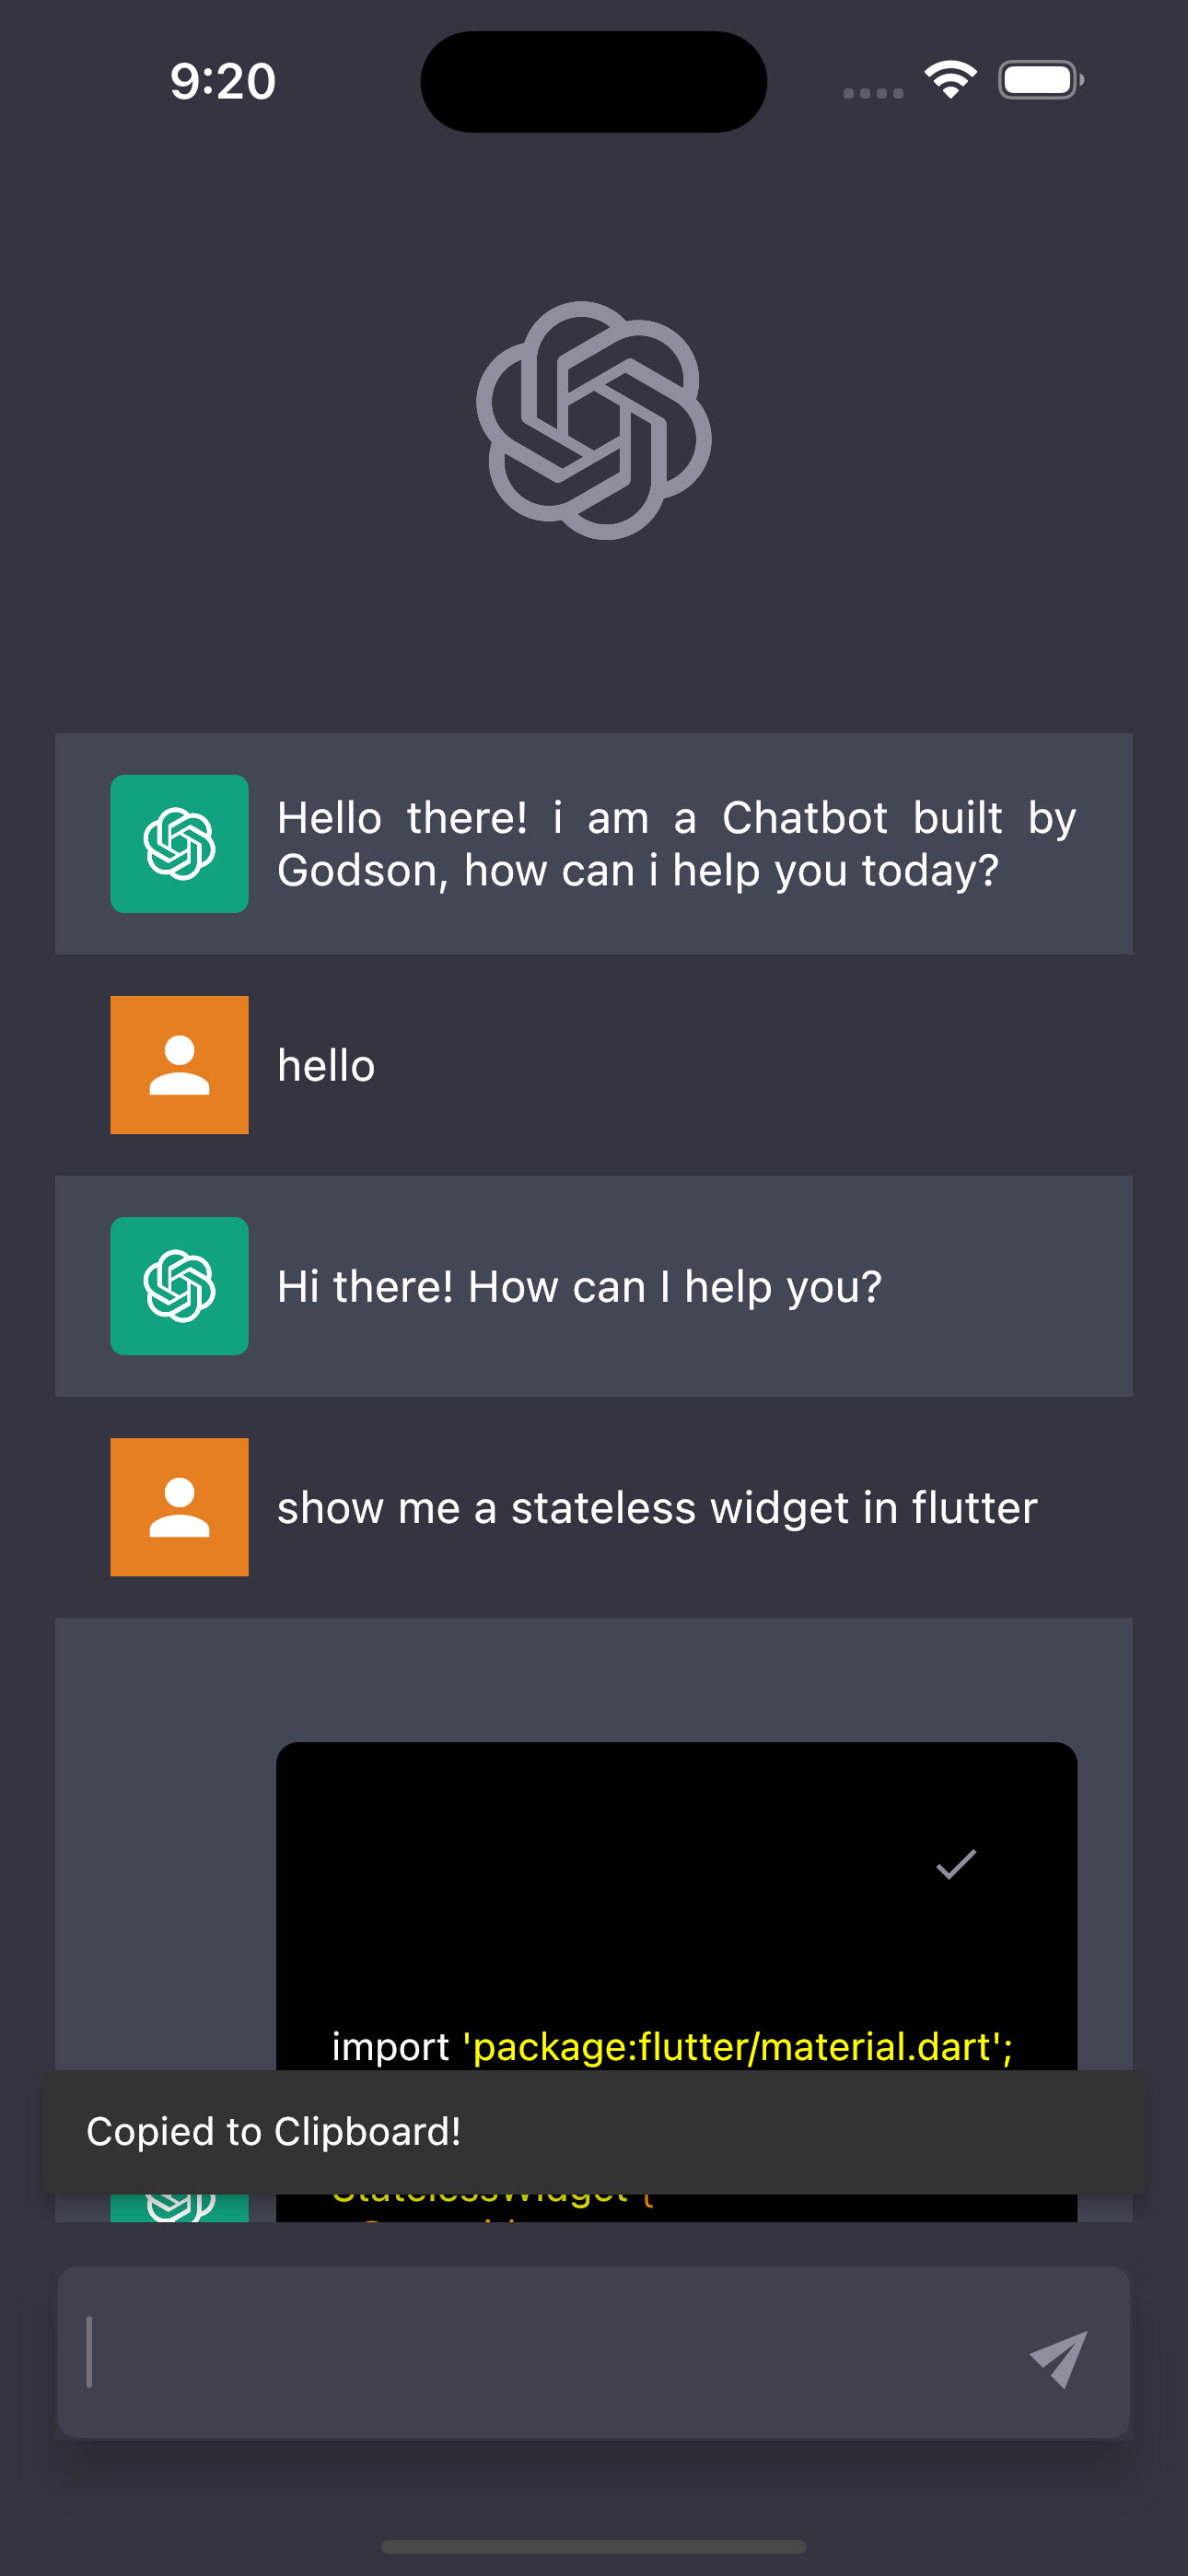 9:20
Hello there! i am a Chatbot built by
Godson, how can i help you today?
hello
Hi there! How can I help you?
show me a stateless widget in flutter
import 'package:flutter/material.dart';
Copied to Clipboard!
StatelessWidget {